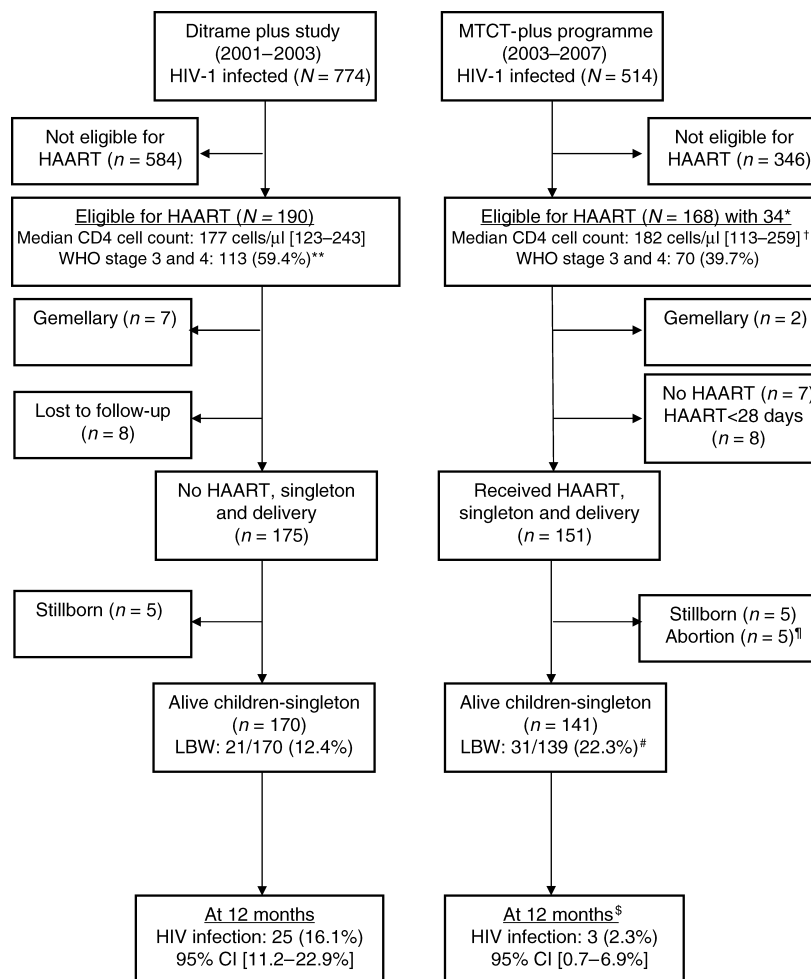 Ditrame plus study
(2001–2003)
HIV-1 infected (N = 774)
MTCT-plus programme
(2003–2007)
HIV-1 infected (N = 514)
Not eligible for
HAART (n = 584)
Not eligible for
HAART (n = 346)
Eligible for HAART (N = 190)
Median CD4 cell count: 177 cells/µl [123–243]
WHO stage 3 and 4: 113 (59.4%)**
Eligible for HAART (N = 168) with 34*
Median CD4 cell count: 182 cells/µl [113–259]†
WHO stage 3 and 4: 70 (39.7%)
Gemellary (n = 7)
Gemellary (n = 2)
Lost to follow-up
(n = 8)
No HAART (n = 7)
HAART<28 days
(n = 8)
No HAART, singleton
and delivery
(n = 175)
Received HAART,
singleton and delivery
(n = 151)
Stillborn (n = 5)
Stillborn (n = 5)
Abortion (n = 5)¶
Alive children-singleton
(n = 170)
LBW: 21/170 (12.4%)
Alive children-singleton
(n = 141)
LBW: 31/139 (22.3%)#
At 12 months
HIV infection: 25 (16.1%)
95% CI [11.2–22.9%]
At 12 months$
HIV infection: 3 (2.3%)
95% CI [0.7–6.9%]